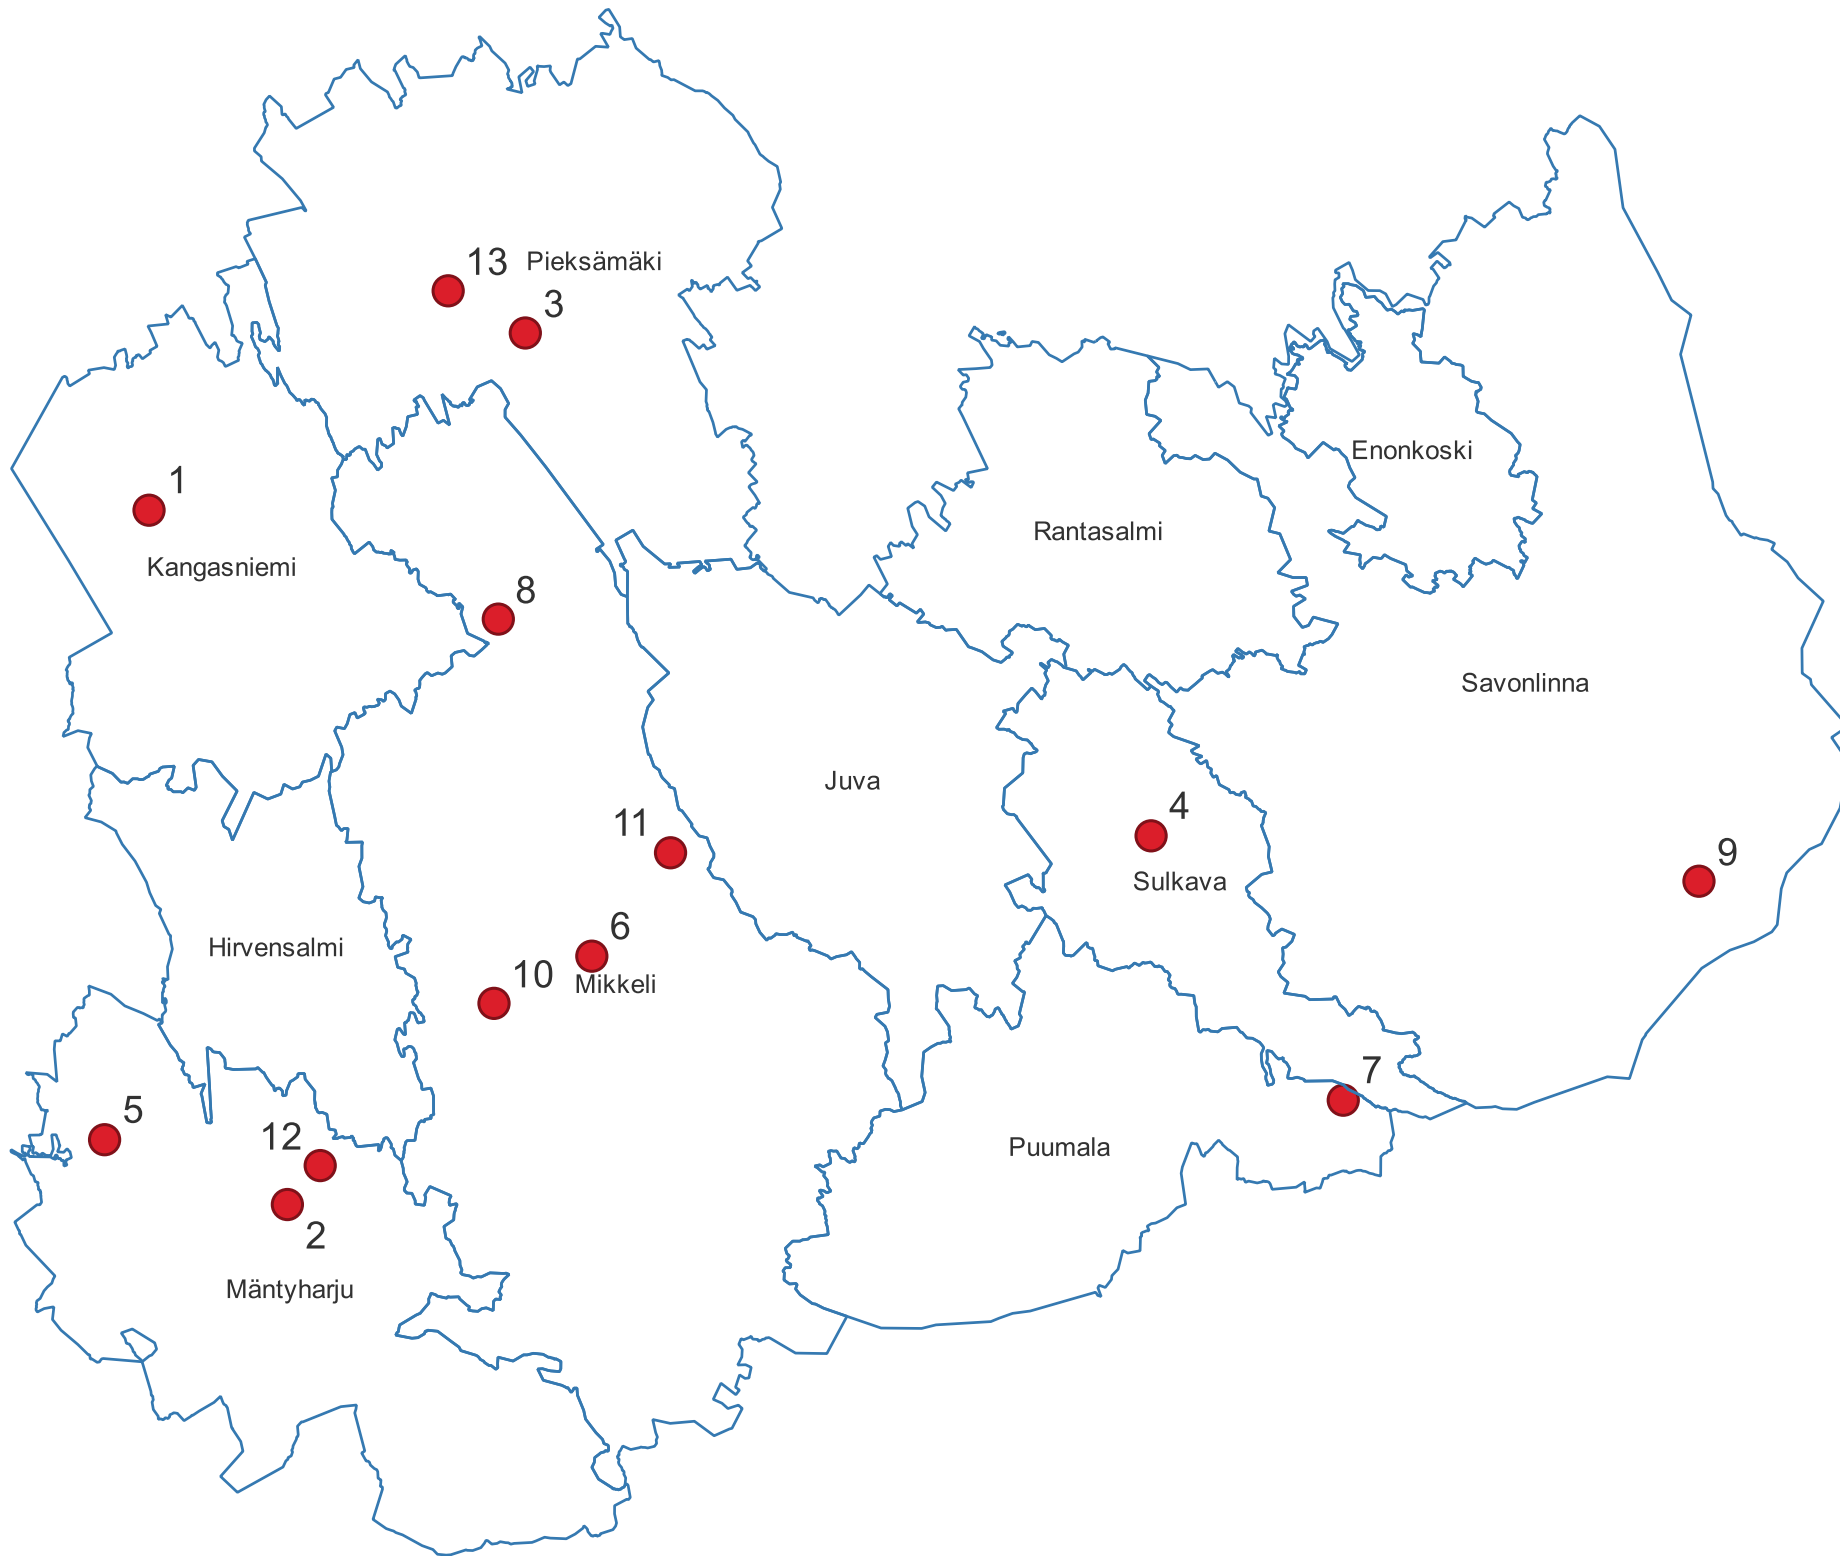 13 Pieksämäki
3
Enonkoski
1
Rantasalmi
Kangasniemi
8
Savonlinna
Juva
4
11
9
Sulkava
6
Hirvensalmi
10
Mikkeli
7
5
12
Puumala
2
Mäntyharju